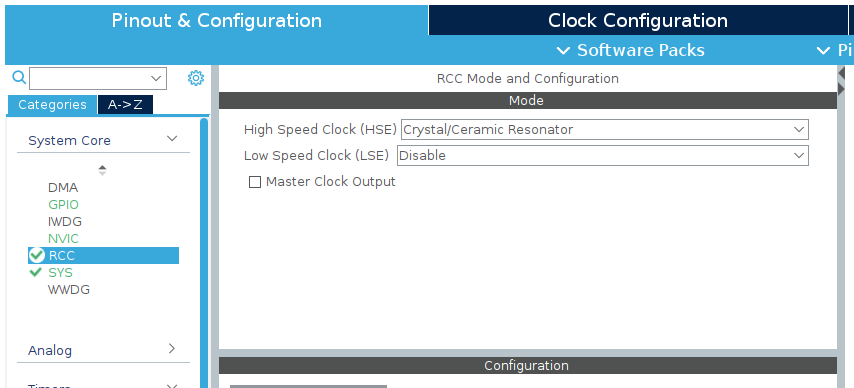 Pinout & Configuration
Clock Configuration
Software Packs
Pi
RCC Mode and Configuration
Mode
Categories
A->Z
System Core
DMA
GPIO
IWDG
NVIC
RCC
SYS
WWDG
Analog
Timers
High Speed Clock (HSE) Crystal/Ceramic Resonator
Low Speed Clock (LSE) Disable
Master Clock Output
Configuration